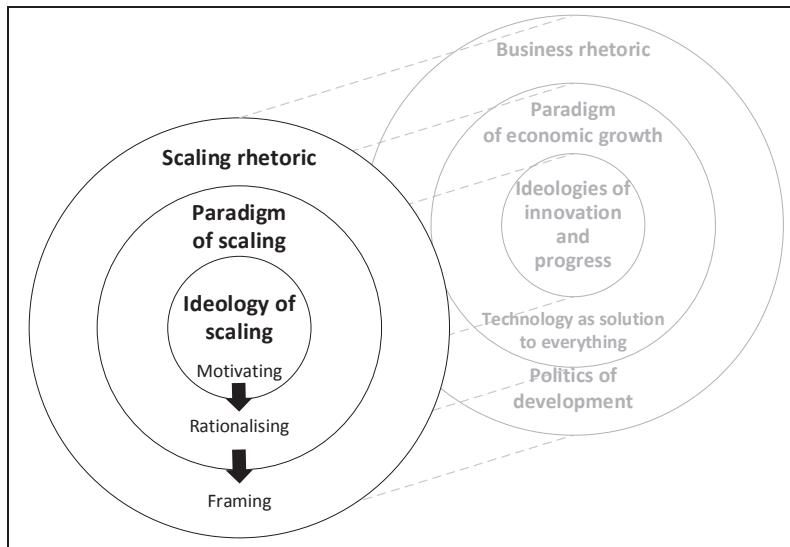 Business rhetoric
Paradigm
of economic growth
Ideologies of
innovation
and
progress
Technology as solution
to everything
Politics of
development
Scaling rhetoric
Paradigm
of scaling
Ideology of
scaling
Motivating
Rationalising
Framing